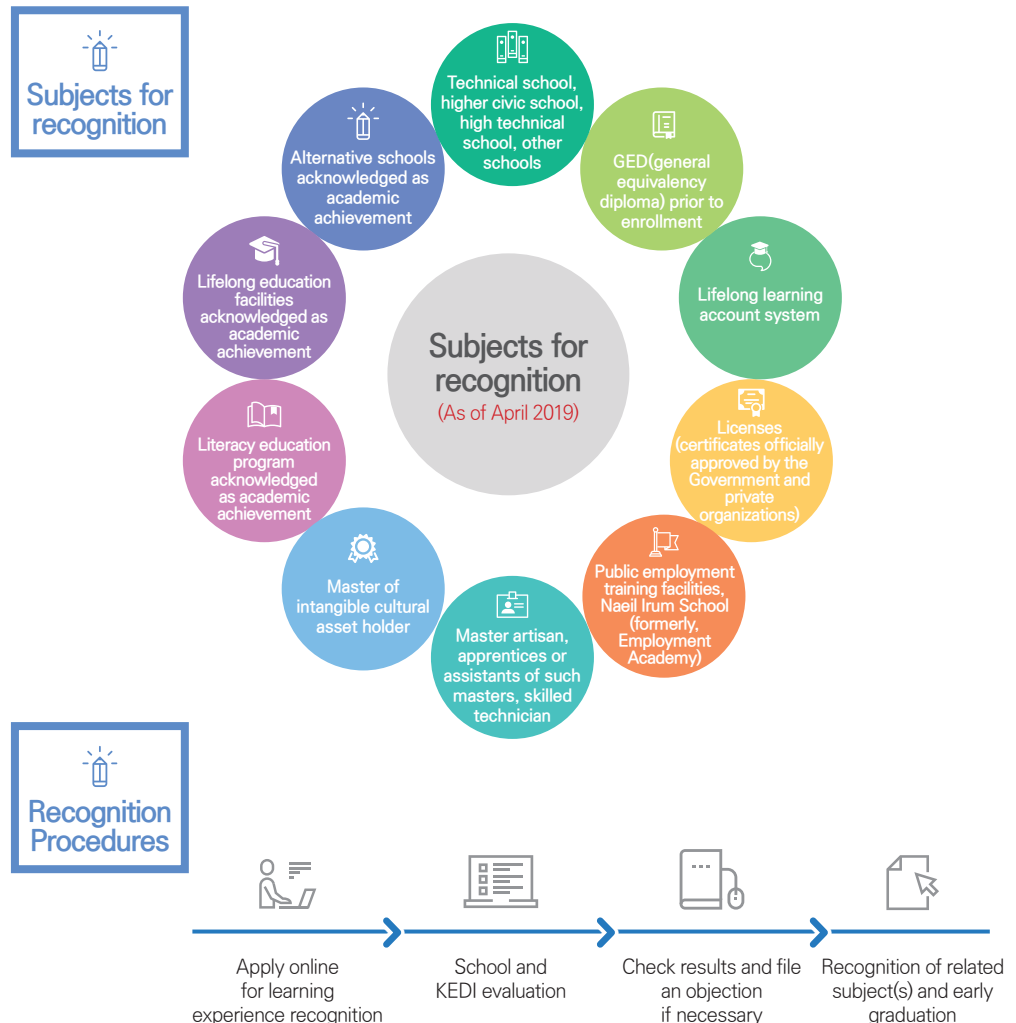 Subjects for
recognition
Technical school,
higher civic school,
high technical
school, other
schools
GED(general
equivalency
diploma) prior to
enrollment
Lifelong learning
account system
Licenses
(certificates officially
approved by the
Government and
private
organizations)
Public employment
training facilities,
Naeil Irum School
(formerly,
Employment
Academy)
Master artisan,
apprentices or
assistants of such
masters, skilled
technician
Master of
intangible cultural
asset holder
Literacy education
program
acknowledged
as academic
achievement
Lifelong education
facilities
acknowledged as
academic
achievement
Alternative schools
acknowledged as
academic
achievement
Subjects for
recognition
(As of April 2019)
Recognition
Procedures
Apply online
for learning
experience recognition
School and
KEDI evaluation
Check results and file
an objection
if necessary
Recognition of related
subject(s) and early
graduation